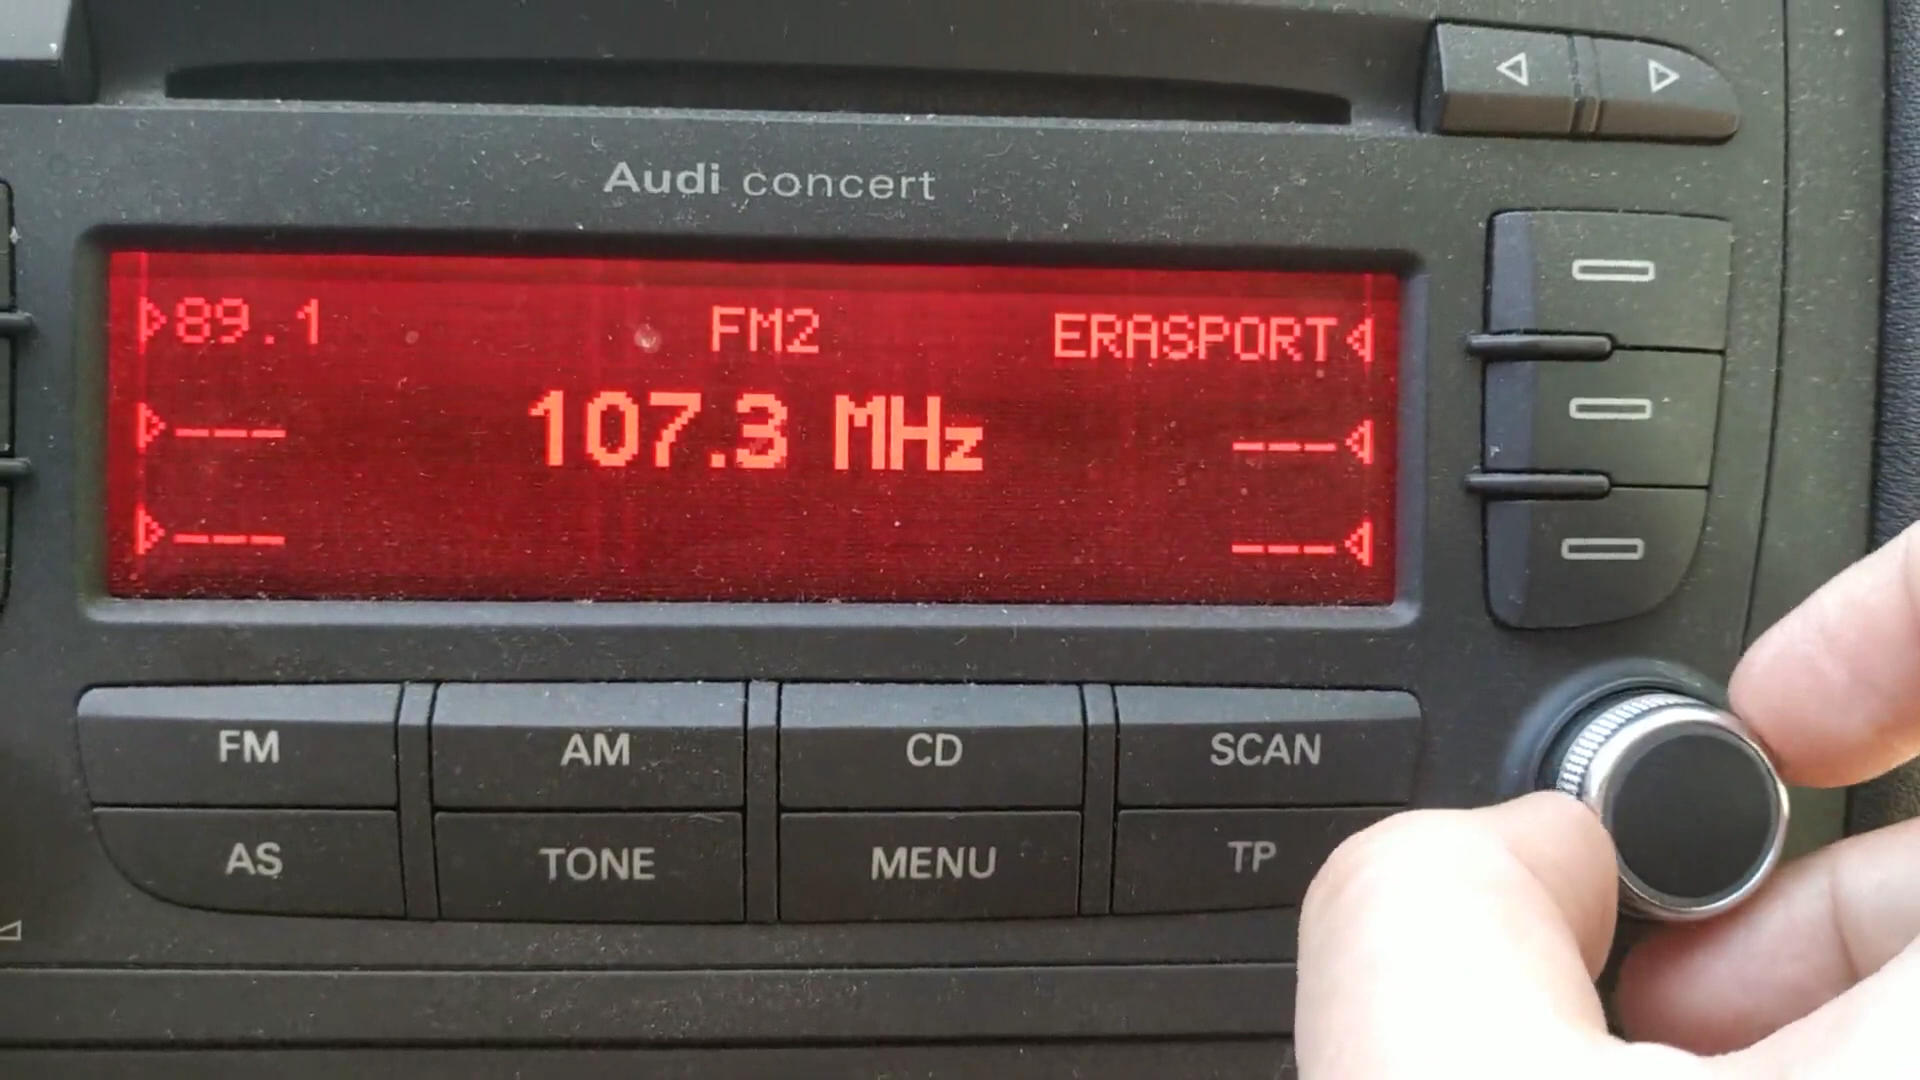 Audi concert
89.1 FM2 ERASPORT
--- 107.3 MHz ---
--- ---
FM AM CD SCAN
AS TONE MENU TP